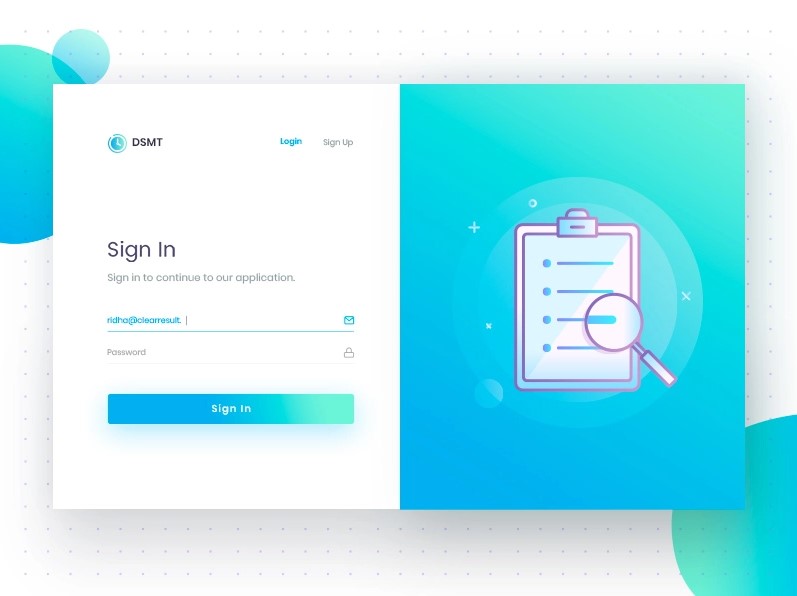 DSMT
Login Sign Up
Sign In
Sign in to continue to our application.
ridha@clearresult.
Password
Sign In